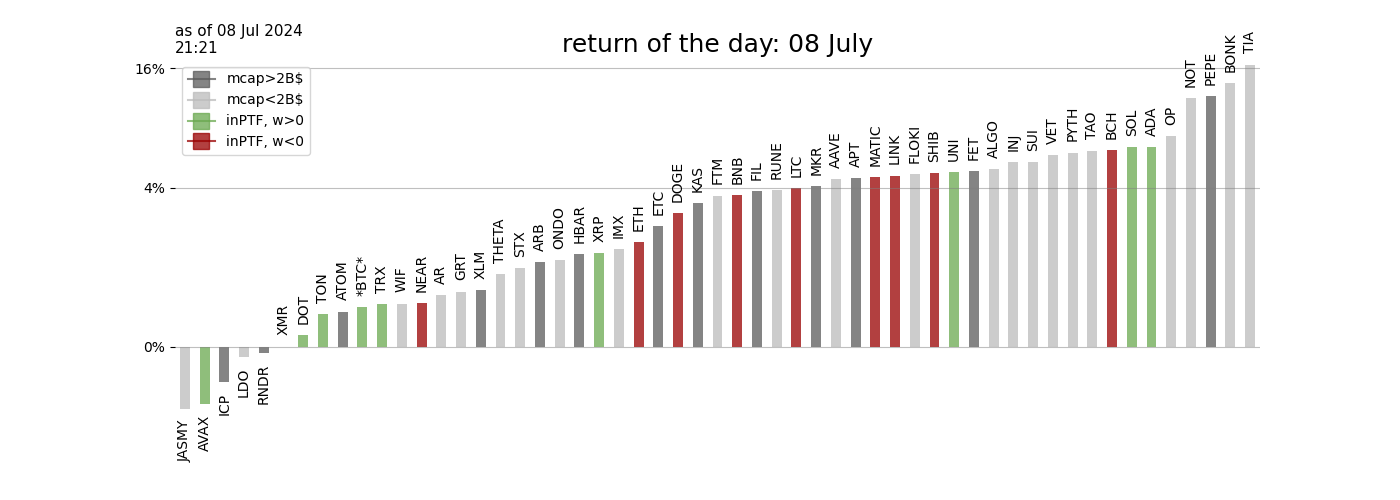 as of 08 Jul 2024
21:21
return of the day: 08 July
16%
4%
0%
mcap>2B$
mcap<2B$
inPTF, w>0
inPTF, w<0
JASMY
AVAX
ICP
LDO
RNDR
XMR
DOT
TON
ATOM
*BTC*
TRX
WIF
NEAR
AR
GRT
XLM
THETA
STX
ARB
ONDO
HBAR
XRP
IMX
ETH
ETC
DOGE
KAS
FTM
BNB
FIL
RUNE
LTC
MKR
AAVE
APT
MATIC
LINK
FLOKI
SHIB
UNI
FET
ALGO
INJ
SUI
VET
PYTH
TAO
BCH
SOL
ADA
OP
NOT
PEPE
BONK
TIA